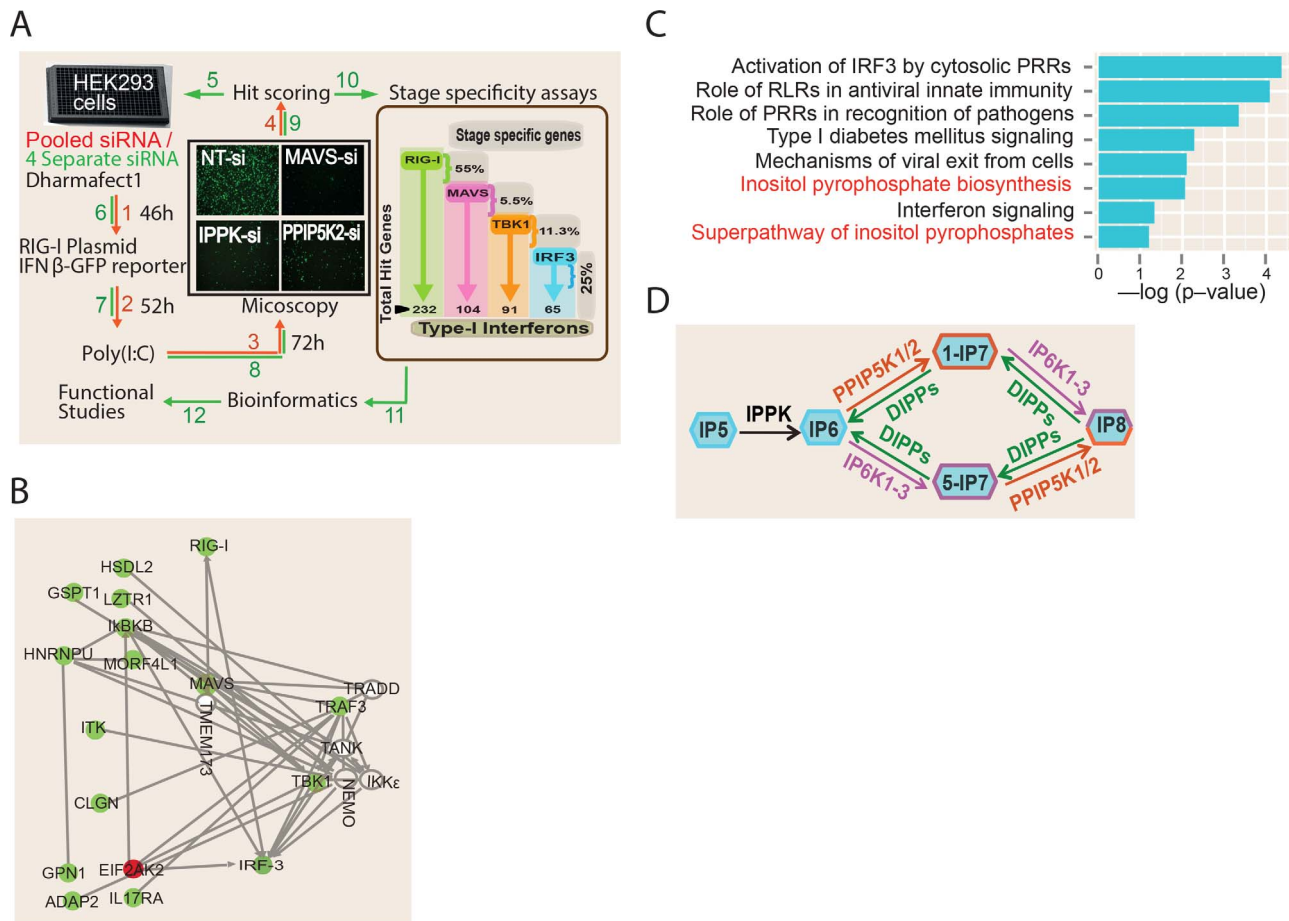 A
HEK293
cells
5
Hit scoring
10
Stage specificity assays
4
9
Pooled siRNA /
4 Separate siRNA
Dharmafect1
6
1
46h
RIG-I Plasmid
IFN β-GFP reporter
7
2
52h
Poly(I:C)
3
8
72h
Micoscopy
NT-si
MAVS-si
IPPK-si
PPIP5K2-si
Functional
Studies
12
Bioinformatics
11
Stage specific genes
Total Hit Genes
RIG-I
55%
MAVS
5.5%
TBK1
11.3%
IRF3
25%
232
104
91
65
Type-I Interferons
B
RIG-I
HSDL2
GSPT1
LZTR1
IkBKB
HNRNPU
MORF4L1
MAVS
TRADD
TRAF3
TMEM173
ITK
TANK
TBK1
NEMO
IKKε
CLGN
GPN1
EIF2AK2
IRF-3
ADAP2
IL17RA
C
Activation of IRF3 by cytosolic PRRs
Role of RLRs in antiviral innate immunity
Role of PRRs in recognition of pathogens
Type I diabetes mellitus signaling
Mechanisms of viral exit from cells
Inositol pyrophosphate biosynthesis
Interferon signaling
Superpathway of inositol pyrophosphates
0 1 2 3 4
—log (p–value)
D
IP5
IPPK
IP6
PPIP5K1/2
DIPPs
1-IP7
IP6K1-3
DIPPs
IP8
DIPPs
IP6K1-3
5-IP7
DIPPs
PPIP5K1/2